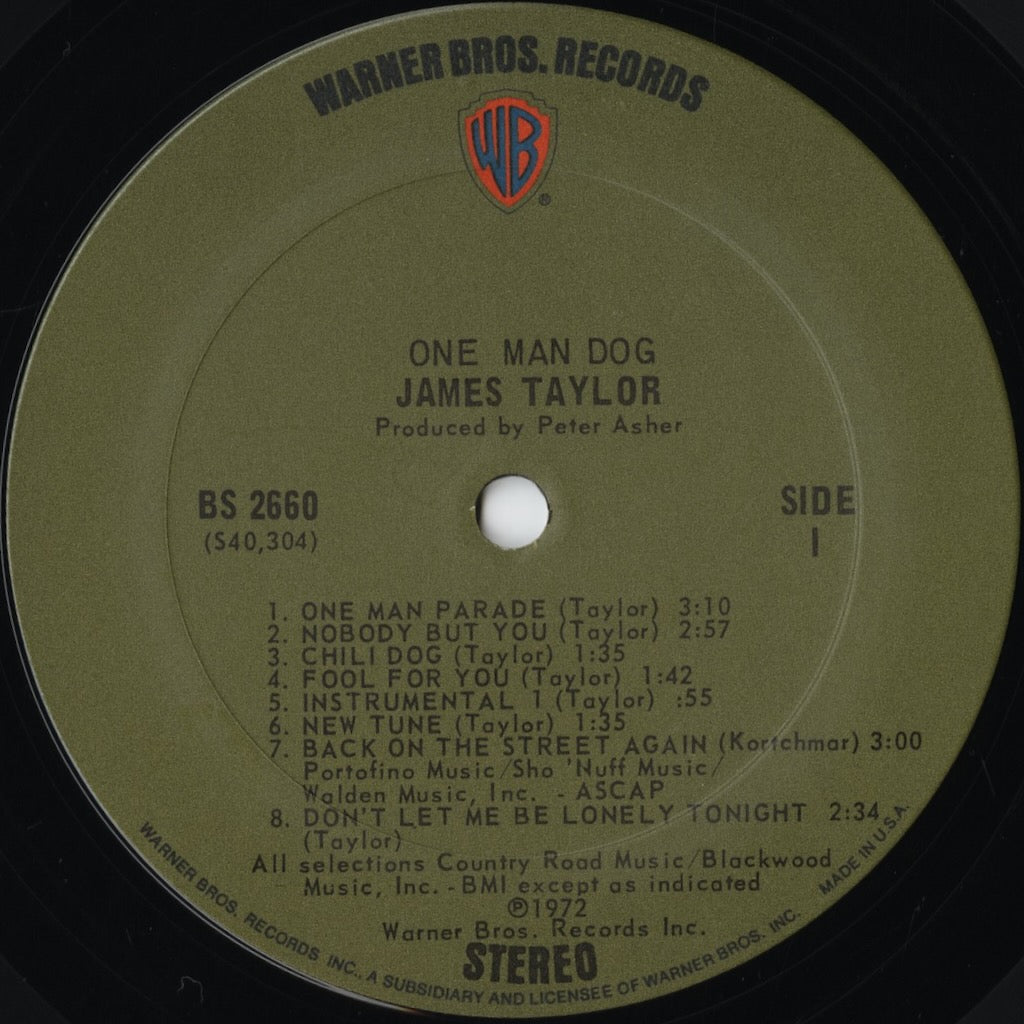 WARNER BROS. RECORDS
WB
®
ONE MAN DOG
JAMES TAYLOR
Produced by Peter Asher
BS 2660
(S40,304)
SIDE
1
1. ONE MAN PARADE (Taylor) 3:10
2. NOBODY BUT YOU (Taylor) 2:57
3. CHILI DOG (Taylor) 1:35
4. FOOL FOR YOU (Taylor) 1:42
5. INSTRUMENTAL 1 (Taylor) :55
6. NEW TUNE (Taylor) 1:35
7. BACK ON THE STREET AGAIN (Kortchmar) 3:00
Portofino Music/Sho 'Nuff Music/
Walden Music, Inc. - ASCAP
8. DON'T LET ME BE LONELY TONIGHT 2:34
(Taylor)
All selections Country Road Music/Blackwood
Music, Inc. - BMI except as indicated
℗1972
Warner Bros. Records Inc.
STEREO
WARNER BROS. RECORDS INC., A SUBSIDIARY AND LICENSEE OF WARNER BROS. INC. MADE IN U.S.A.